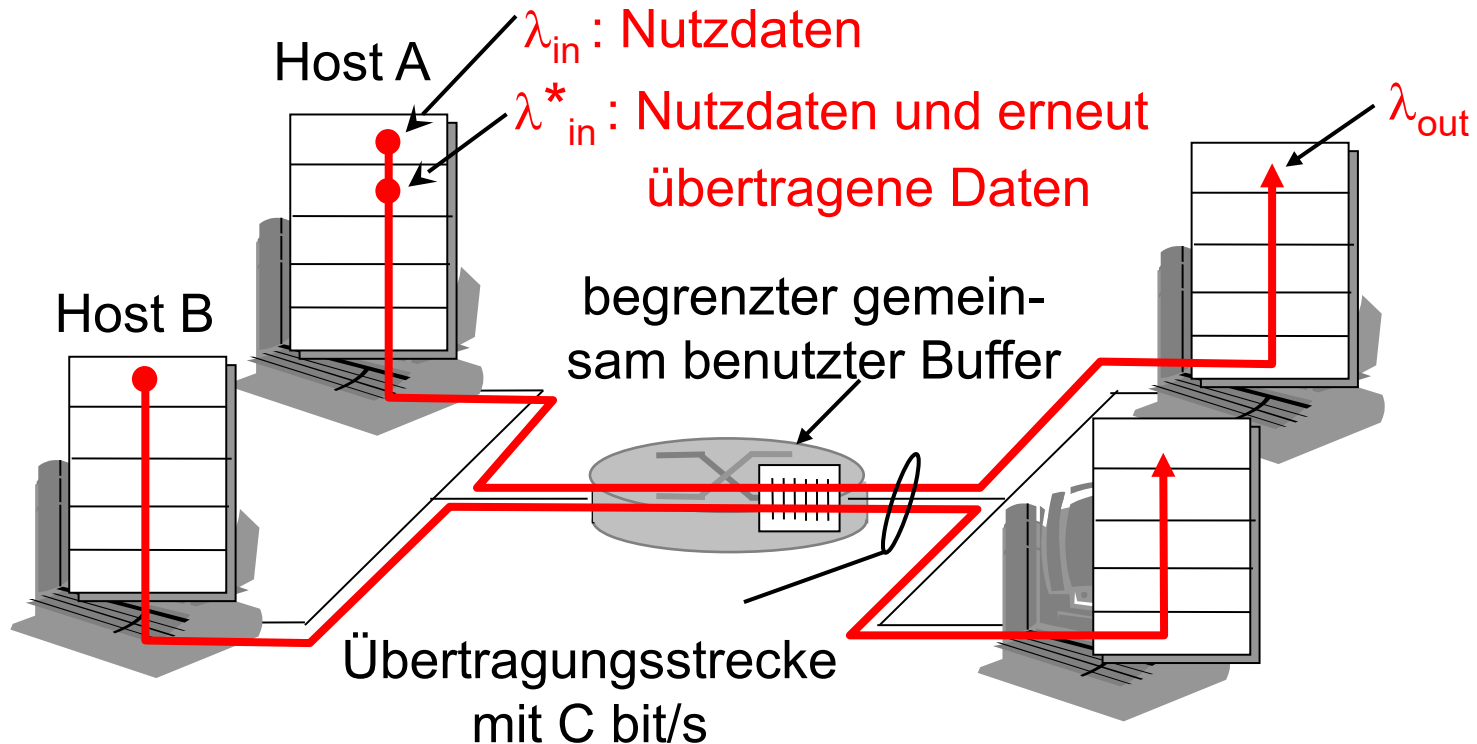 λin : Nutzdaten
Host A
λ*in : Nutzdaten und erneut
übertragene Daten
λout
Host B
begrenzter gemein-
sam benutzter Buffer
Übertragungsstrecke
mit C bit/s